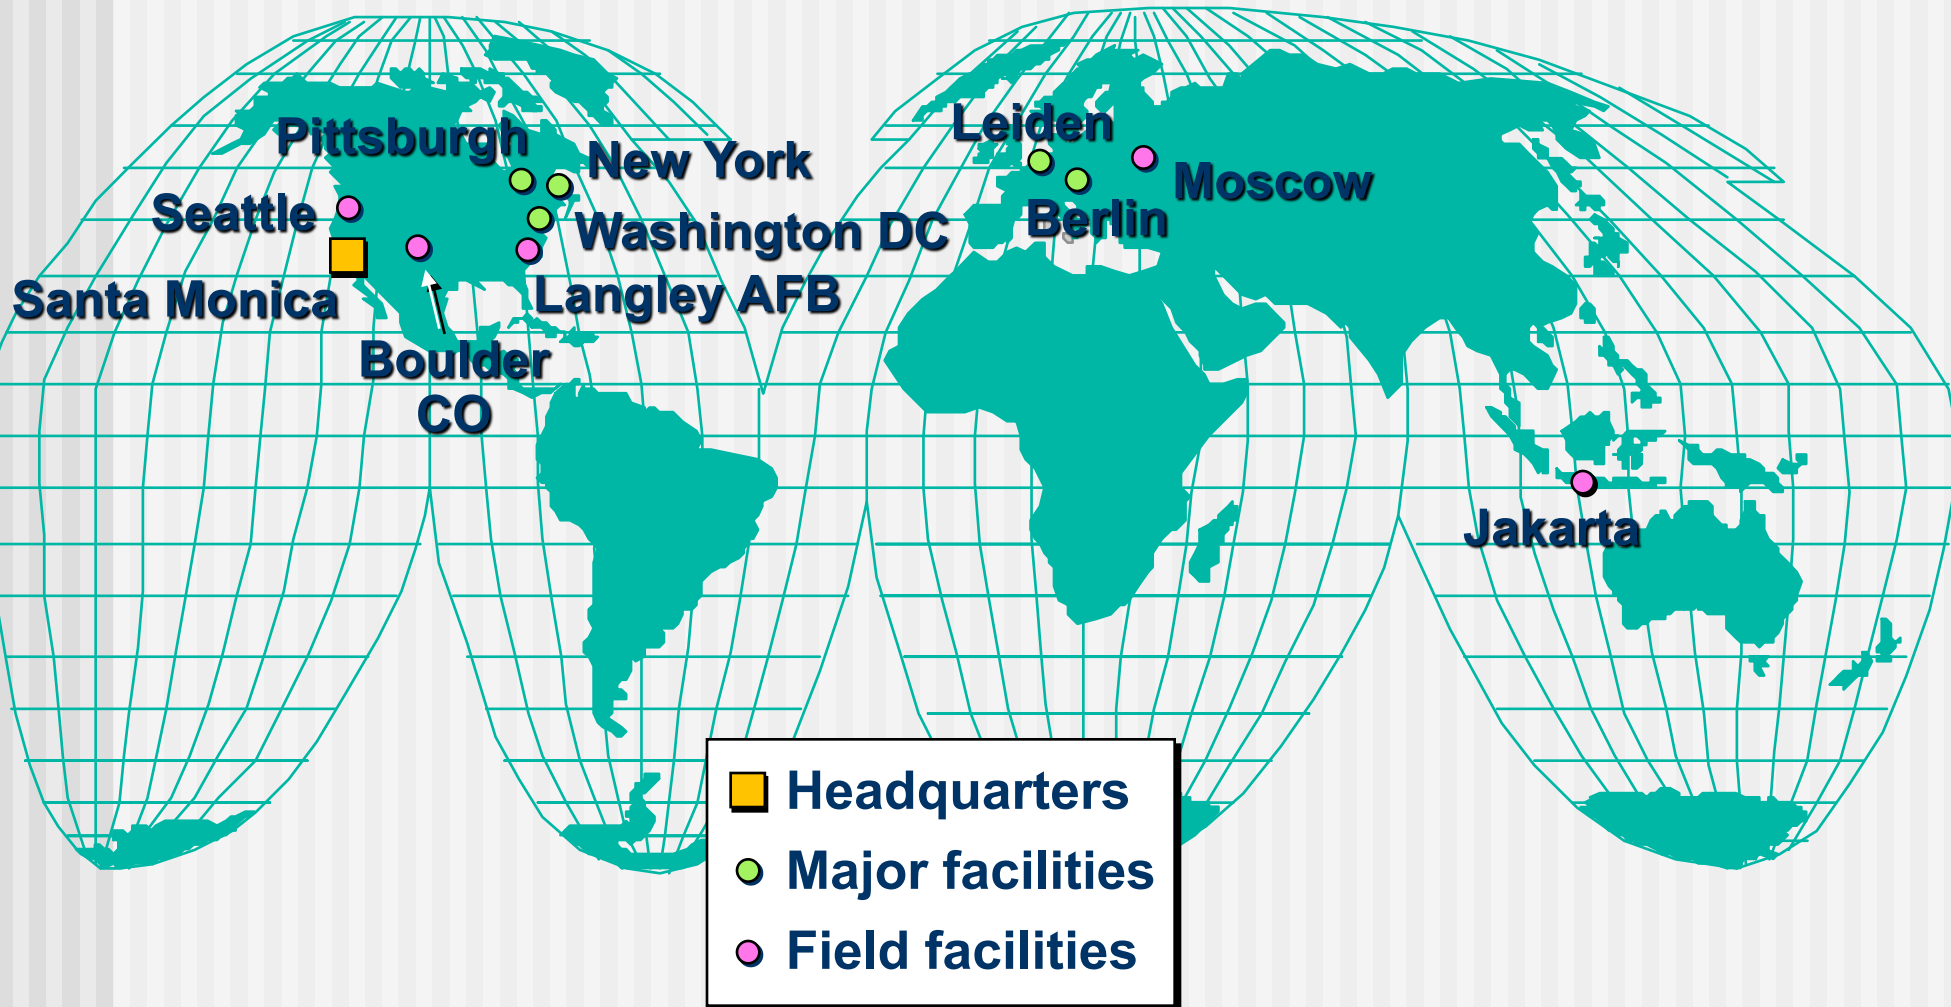 Pittsburgh
New York
Seattle
Washington DC
Santa Monica
Langley AFB
Boulder
CO
Leiden
Moscow
Berlin
Jakarta
Headquarters
Major facilities
Field facilities